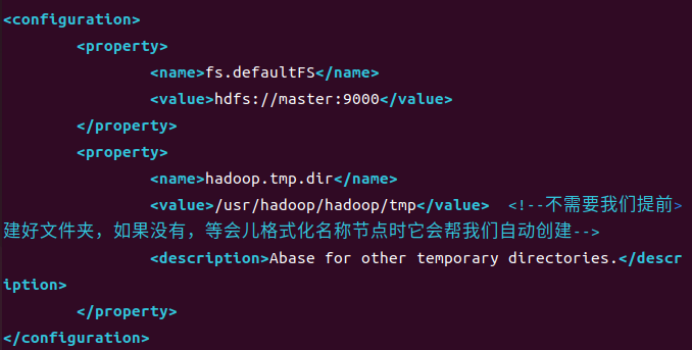 <configuration>
<property>
<name>fs.defaultFS</name>
<value>hdfs://master:9000</value>
</property>
<property>
<name>hadoop.tmp.dir</name>
<value>/usr/hadoop/hadoop/tmp</value> <!--不需要我们提前>
建好文件夹，如果没有，等会儿格式化名称节点时它会帮我们自动创建-->
<description>Abase for other temporary directories.</descr
iption>
</property>
</configuration>